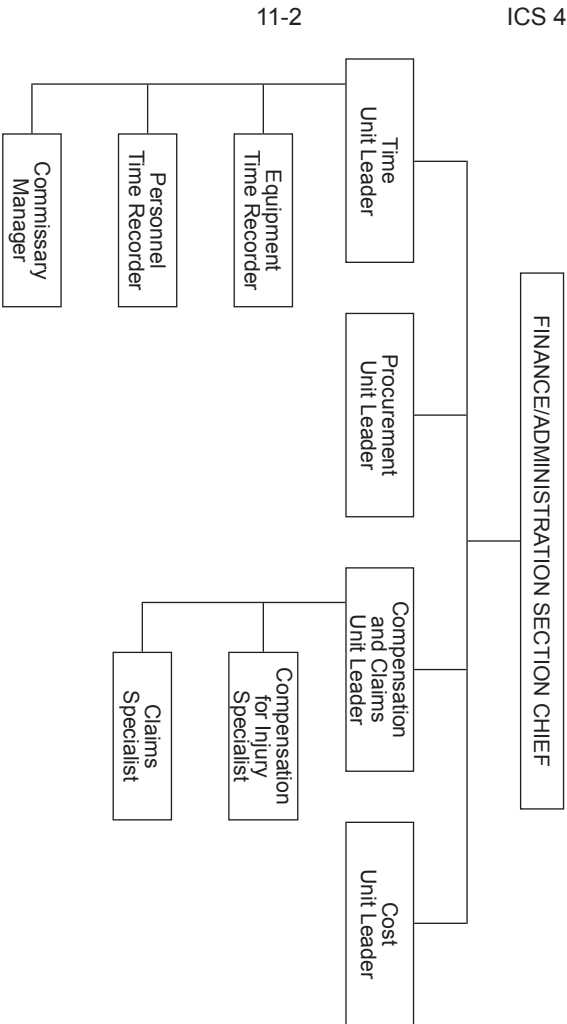 11-2
ICS 4
FINANCE/ADMINISTRATION SECTION CHIEF
Time
Unit Leader
Equipment
Time Recorder
Personnel
Time Recorder
Commissary
Manager
Procurement
Unit Leader
Compensation
and Claims
Unit Leader
Compensation
for Injury
Specialist
Claims
Specialist
Cost
Unit Leader